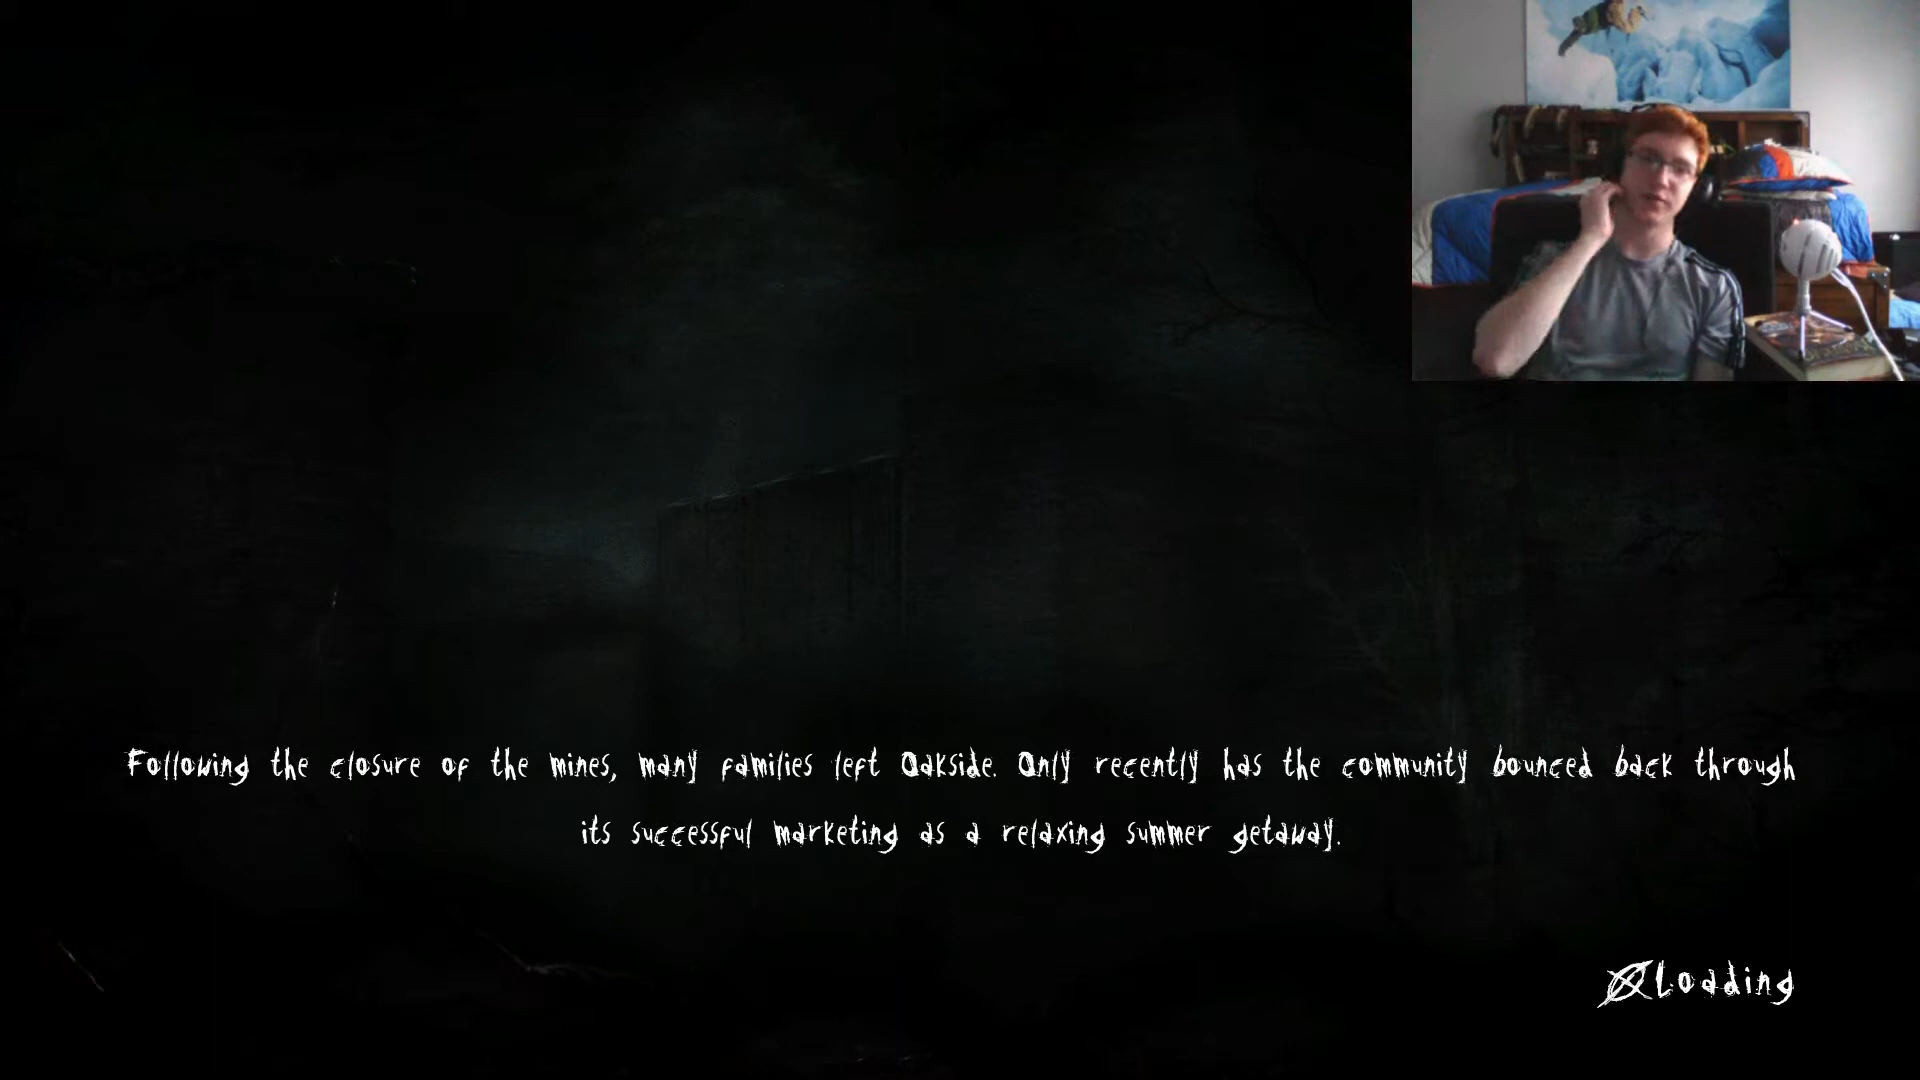 Following the closure of the mines, many families left Oakside. Only recently has the community bounced back through
its successful marketing as a relaxing summer getaway.
Loading